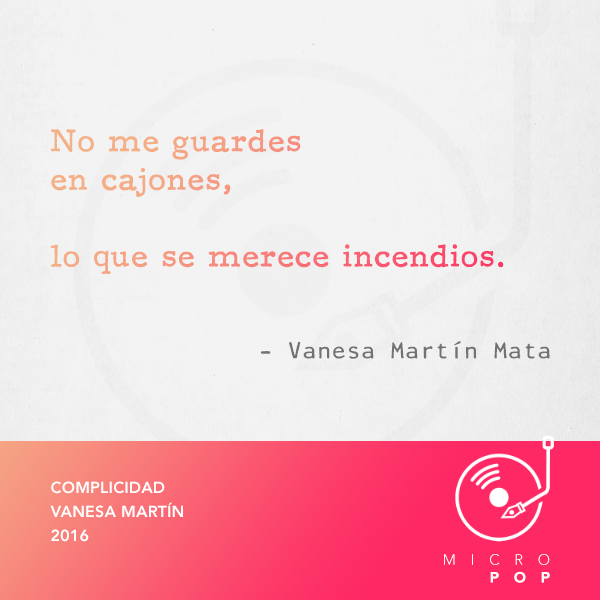 No me guardes
en cajones,
lo que se merece incendios.
- Vanesa Martín Mata
COMPLICIDAD
VANESA MARTÍN
2016
MICRO
POP